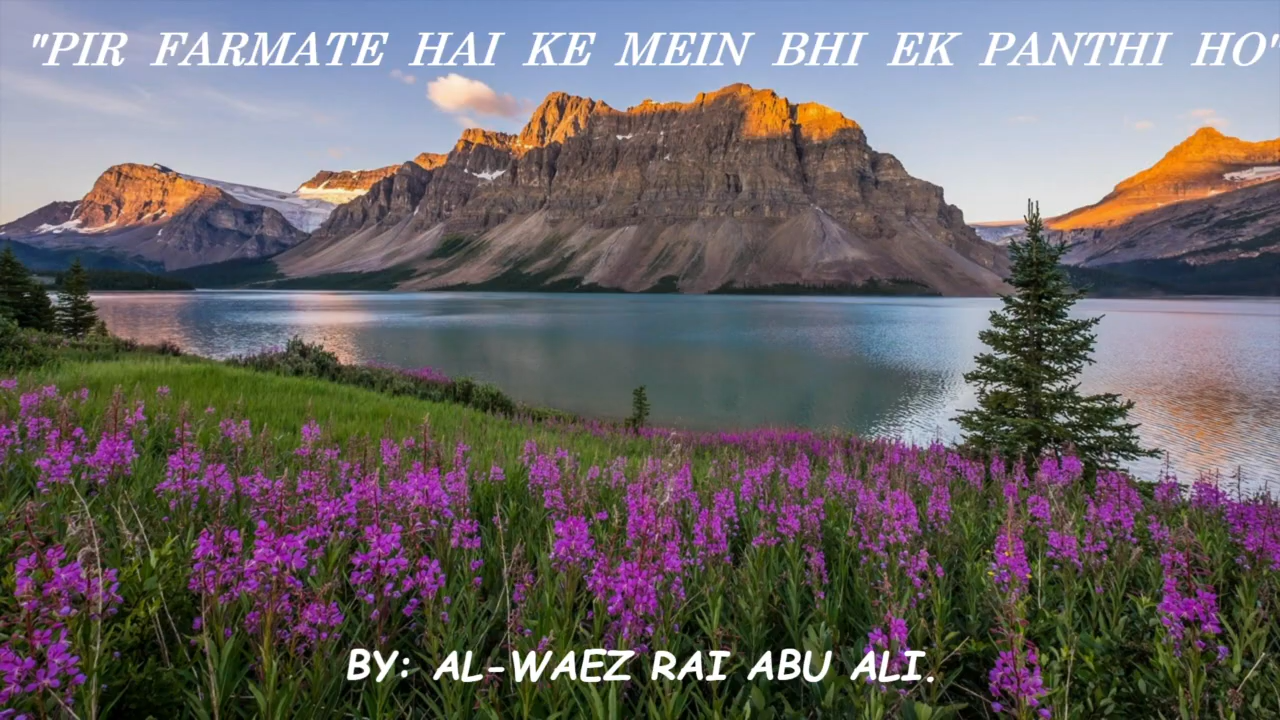 "PIR FARMATE HAI KE MEIN BHI EK PANTHI HO"
BY: AL-WAEZ RAI ABU ALI.